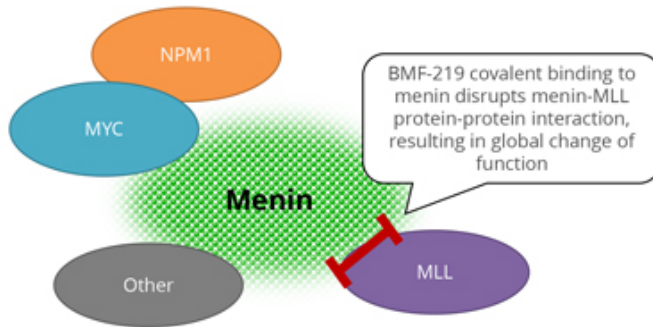 NPM1
MYC
BMF-219 covalent binding to
menin disrupts menin-MLL
protein-protein interaction,
resulting in global change of
function
Menin
Other
MLL